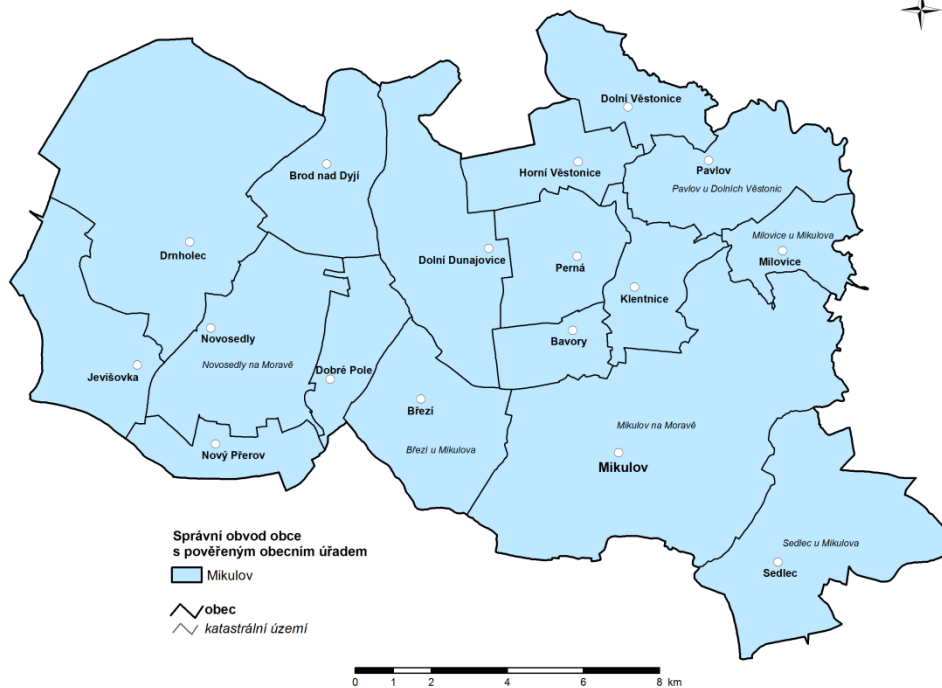 Dolní Věstonice
Brod nad Dyjí
Horní Věstonice
Pavlov
Pavlov u Dolních Věstonic
Milovice u Mikulova
Milovice
Drnholec
Dolní Dunajovice
Perná
Klentnice
Novosedly
Bavory
Novosedly na Moravě
Jevišovka
Dobré Pole
Březí
Mikulov na Moravě
Nový Přerov
Březí u Mikulova
Mikulov
Sedlec u Mikulova
Sedlec
Správní obvod obce
s pověřeným obecním úřadem
Mikulov
obec
katastrální území
0 1 2 4 6 8 km